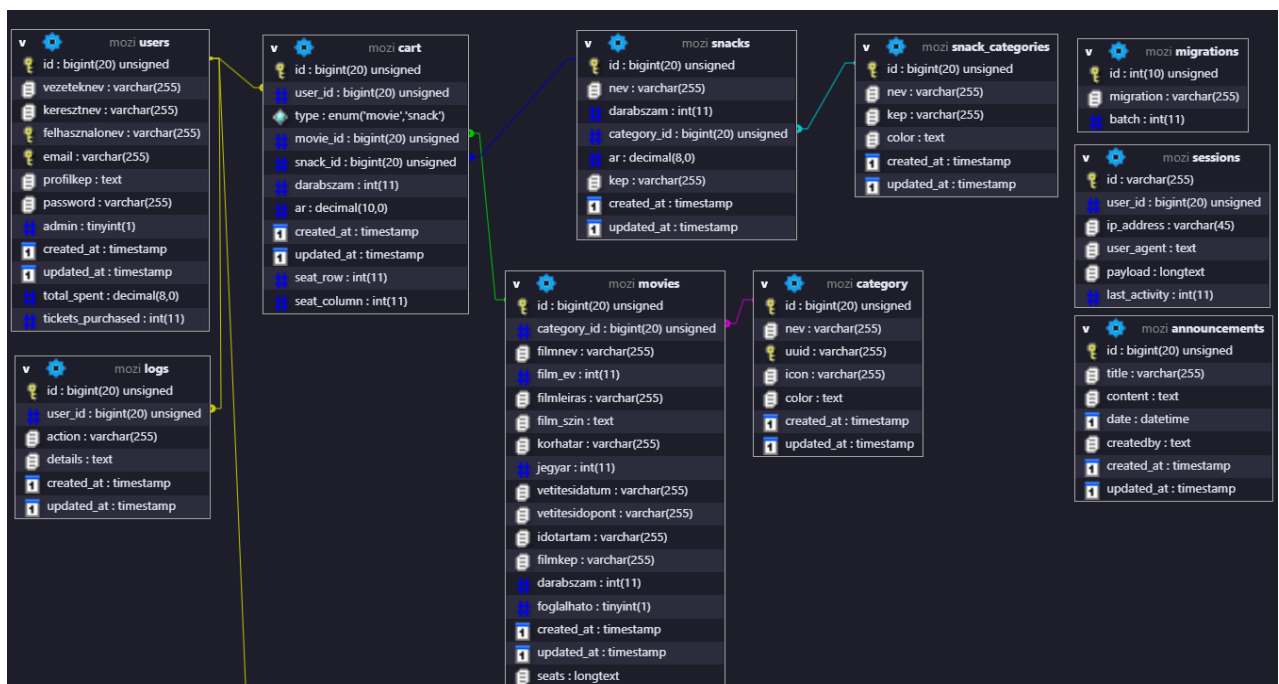 v mozi users
id : bigint(20) unsigned
vezeteknev : varchar(255)
keresztnev : varchar(255)
felhasznalonev : varchar(255)
email : varchar(255)
profilkep : text
password : varchar(255)
admin : tinyint(1)
created_at : timestamp
updated_at : timestamp
total_spent : decimal(8,0)
tickets_purchased : int(11)
v mozi logs
id : bigint(20) unsigned
user_id : bigint(20) unsigned
action : varchar(255)
details : text
created_at : timestamp
updated_at : timestamp
v mozi cart
id : bigint(20) unsigned
user_id : bigint(20) unsigned
type : enum('movie','snack')
movie_id : bigint(20) unsigned
snack_id : bigint(20) unsigned
darabszam : int(11)
ar : decimal(10,0)
created_at : timestamp
updated_at : timestamp
seat_row : int(11)
seat_column : int(11)
v mozi snacks
id : bigint(20) unsigned
nev : varchar(255)
darabszam : int(11)
category_id : bigint(20) unsigned
ar : decimal(8,0)
kep : varchar(255)
created_at : timestamp
updated_at : timestamp
v mozi movies
id : bigint(20) unsigned
category_id : bigint(20) unsigned
filmnev : varchar(255)
film_ev : int(11)
filmleiras : varchar(255)
film_szin : text
korhatar : varchar(255)
jegyar : int(11)
vetitesidatum : varchar(255)
vetitesidopont : varchar(255)
idotartam : varchar(255)
filmkep : varchar(255)
darabszam : int(11)
foglalhato : tinyint(1)
created_at : timestamp
updated_at : timestamp
seats : longtext
v mozi snack_categories
id : bigint(20) unsigned
nev : varchar(255)
kep : varchar(255)
color : text
created_at : timestamp
updated_at : timestamp
v mozi category
id : bigint(20) unsigned
nev : varchar(255)
uuid : varchar(255)
icon : varchar(255)
color : text
created_at : timestamp
updated_at : timestamp
v mozi migrations
id : int(10) unsigned
migration : varchar(255)
batch : int(11)
v mozi sessions
id : varchar(255)
user_id : bigint(20) unsigned
ip_address : varchar(45)
user_agent : text
payload : longtext
last_activity : int(11)
v mozi announcements
id : bigint(20) unsigned
title : varchar(255)
content : text
date : datetime
createdby : text
created_at : timestamp
updated_at : timestamp